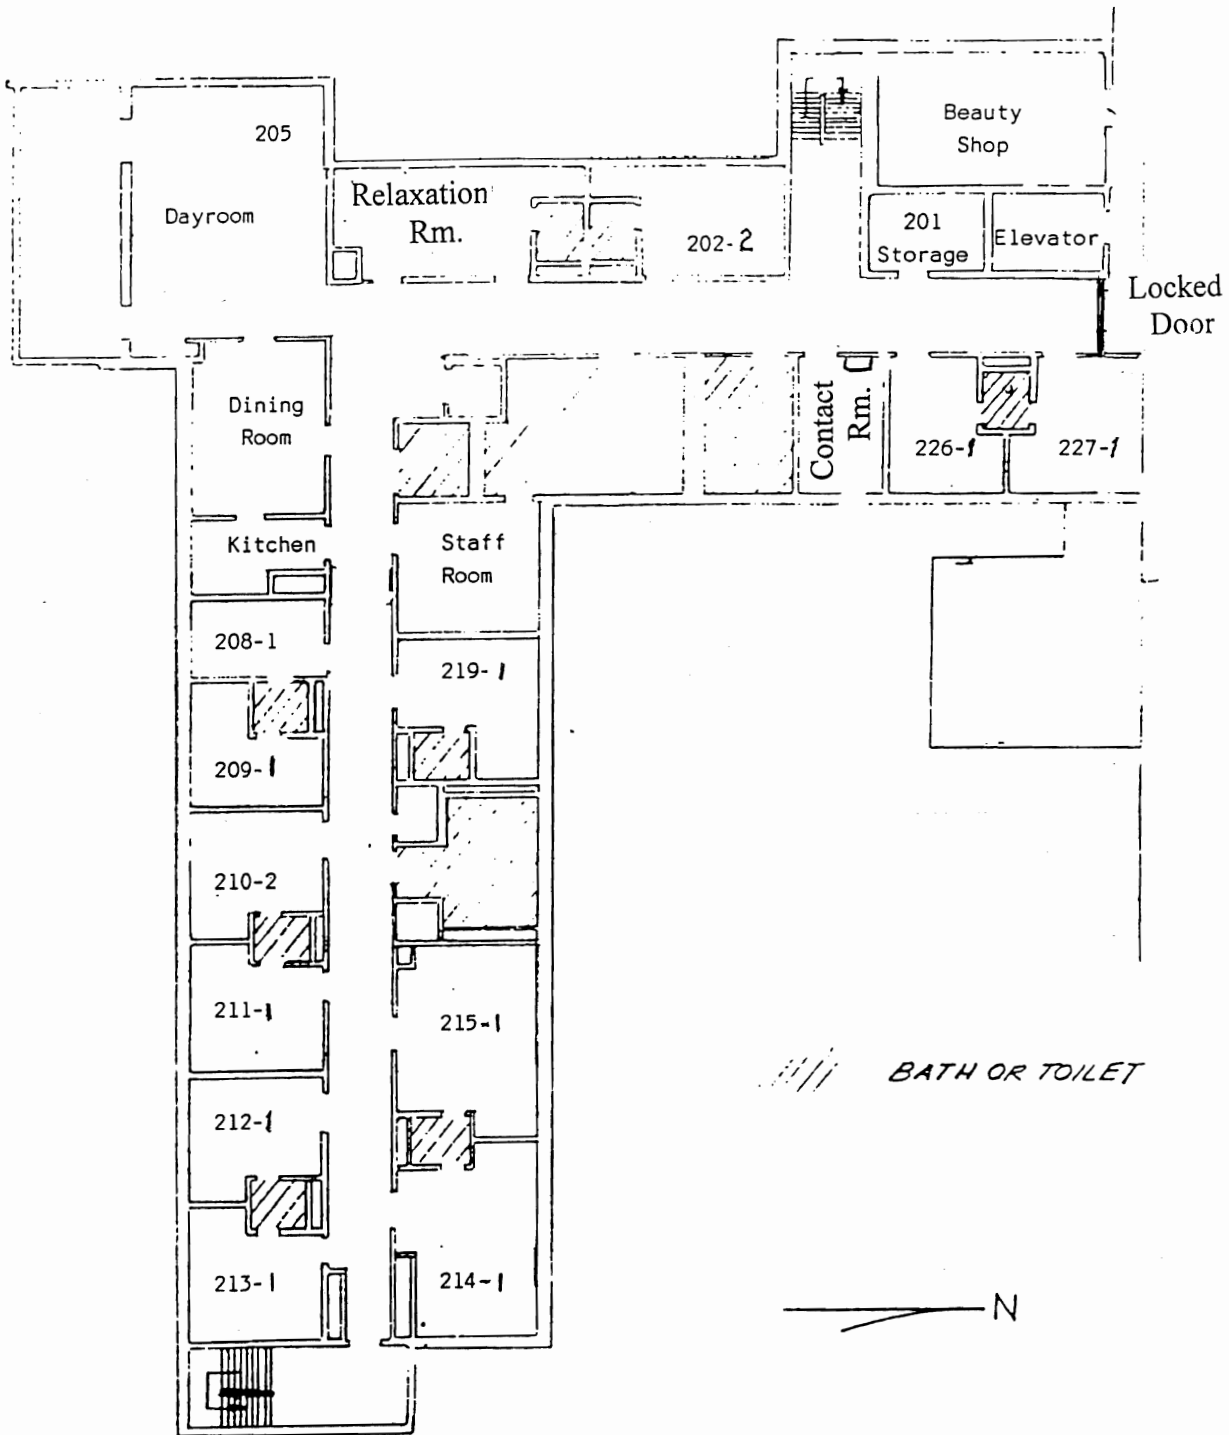 205
Dayroom
Relaxation
Rm.
202-2
Beauty
Shop
201
Storage
Elevator
Locked
Door
Dining
Room
Contact
Rm.
226-1
227-1
Kitchen
Staff
Room
208-1
219-1
209-1
210-2
211-1
215-1
BATH OR TOILET
212-1
213-1
214-1
N